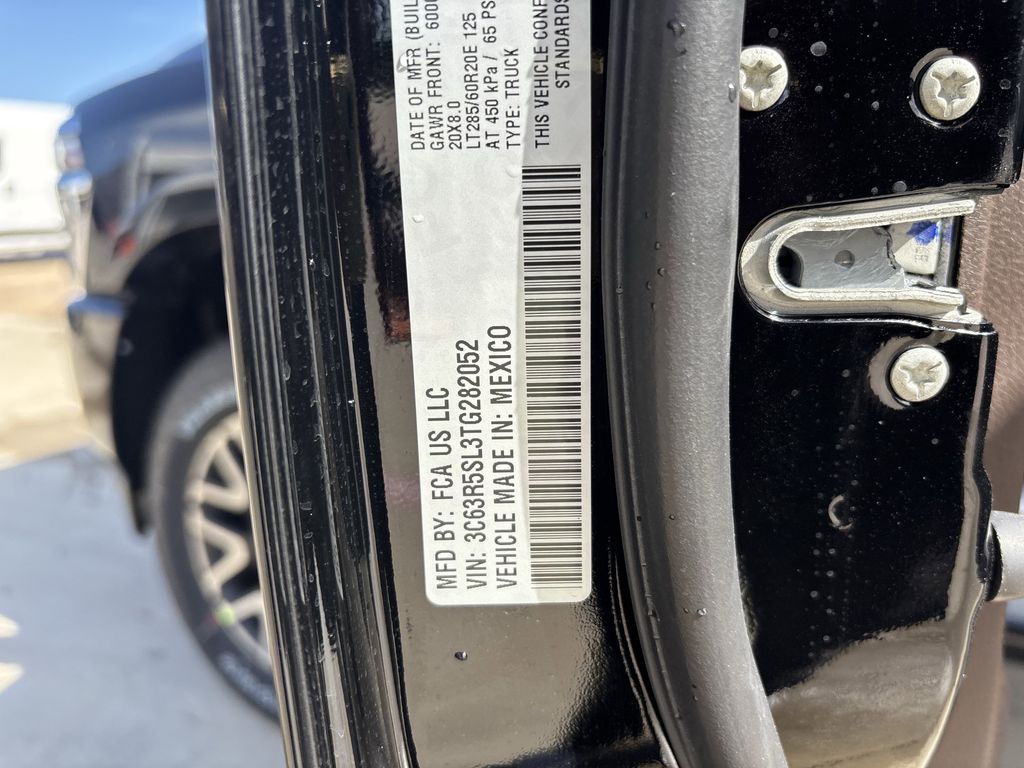 MFD BY: FCA US LLC
VIN: 3C63R5SL3TG282052
VEHICLE MADE IN: MEXICO
DATE OF MFR (BUIL
GAWR FRONT: 600
20X8.0
LT285/60R20E 125
AT 450 kPa / 65 PS
TYPE: TRUCK
THIS VEHICLE CONF
STANDARDS